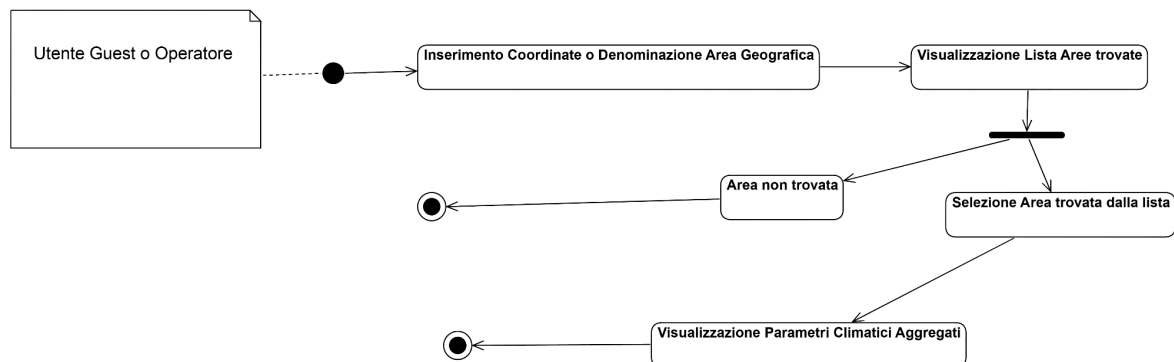 Utente Guest o Operatore
Inserimento Coordinate o Denominazione Area Geografica
Visualizzazione Lista Aree trovate
Area non trovata
Selezione Area trovata dalla lista
Visualizzazione Parametri Climatici Aggregati